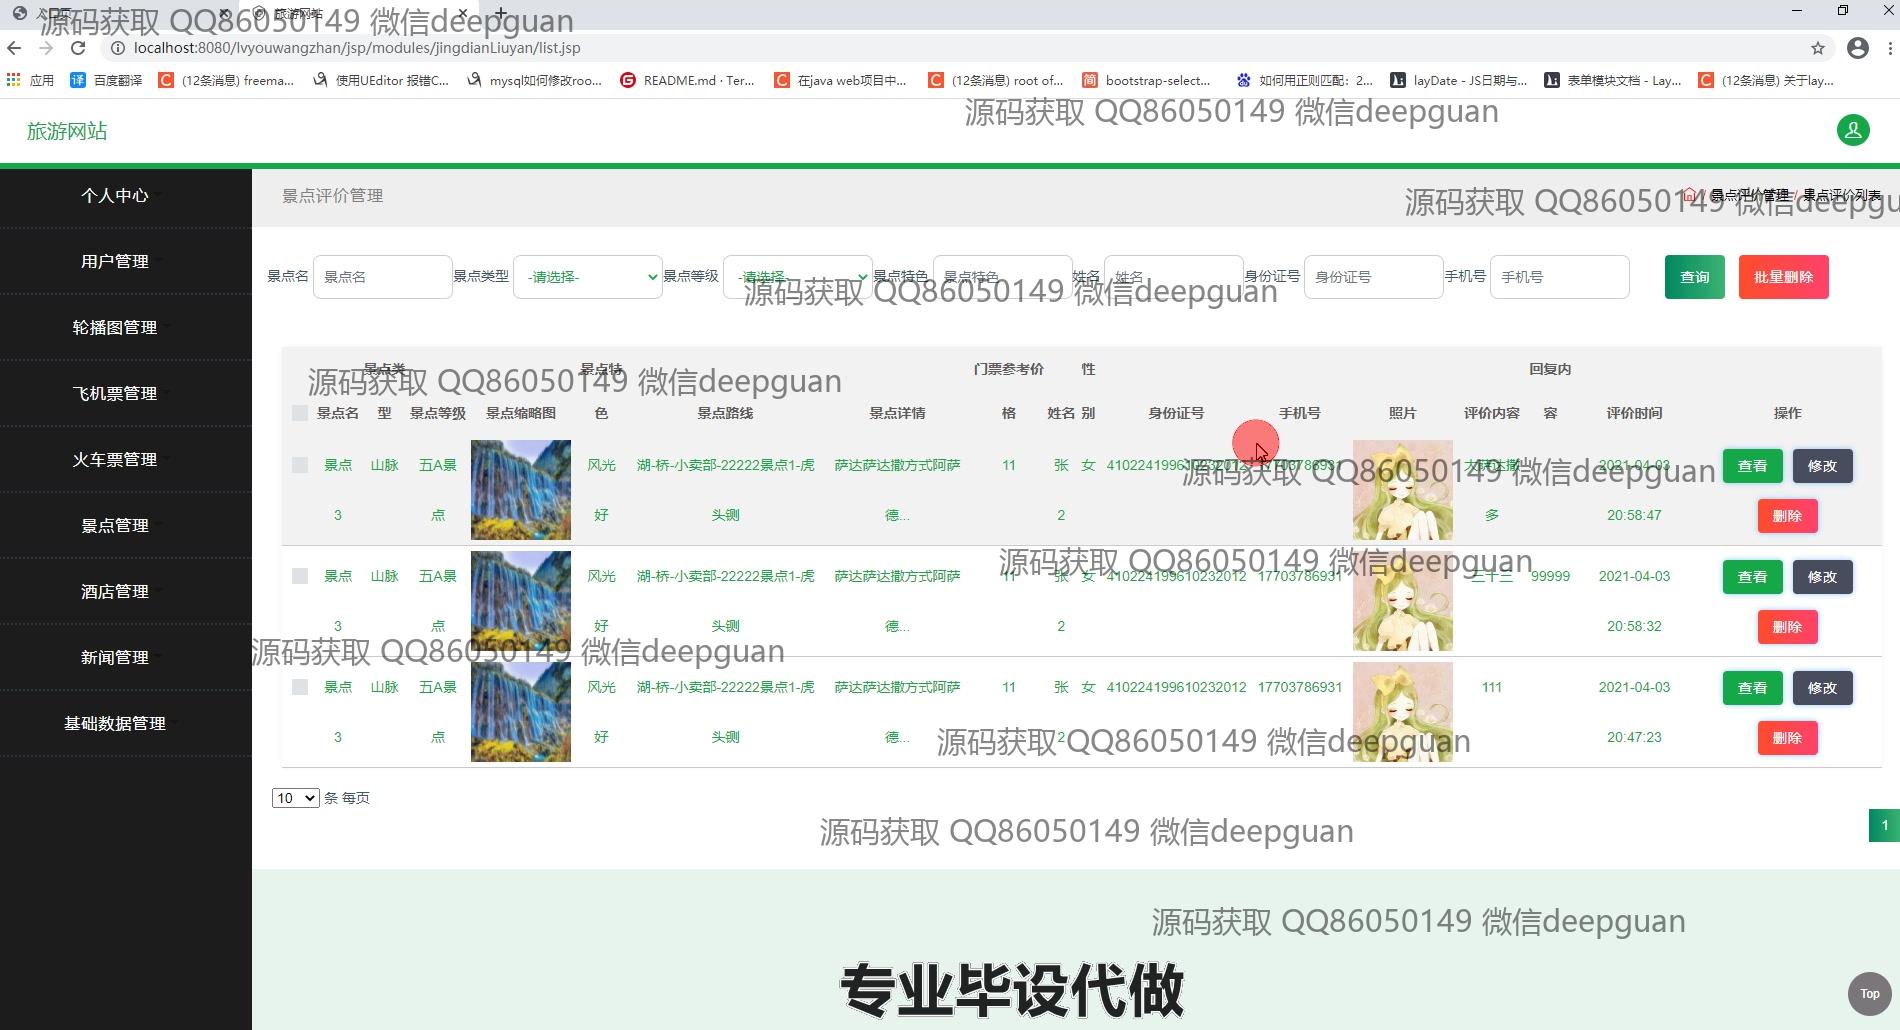 旅游网站
localhost:8080/lvyouwangzhan/jsp/modules/jingdianLiuyan/list.jsp
应用 百度翻译 (12条消息) freema... 使用UEditor 报错C... mysql如何修改roo... README.md · Ter... 在java web项目中... (12条消息) root of... bootstrap-select... 如何用正则匹配：2... layDate - JS日期与... 表单模块文档 - Lay... (12条消息) 关于lay...
源码获取 QQ86050149 微信deepguan
源码获取 QQ86050149 微信deepguan
旅游网站
个人中心
用户管理
轮播图管理
飞机票管理
火车票管理
景点管理
酒店管理
新闻管理
基础数据管理
景点评价管理
景点评价管理 / 景点评价列表
源码获取 QQ86050149 微信deepgu
景点名 景点名 景点类型 -请选择- 景点等级 -请选择- 景点特色 景点特色 姓名 姓名 身份证号 身份证号 手机号 手机号 查询 批量删除
源码获取 QQ86050149 微信deepguan
景点类 景点特 门票参考价 性 回复内
源码获取 QQ86050149 微信deepguan
景点名 型 景点等级 景点缩略图 色 景点路线 景点详情 格 姓名 别 身份证号 手机号 照片 评价内容 容 评价时间 操作
景点 山脉 五A景 风光 湖-桥-小卖部-22222景点1-虎 萨达萨达撒方式阿萨 11 张 女 410224199610232012 17703786931 2021-04-03 查看 修改
源码获取 QQ86050149 微信deepguan
3 点 好 头铡 德... 2 多 20:58:47 删除
源码获取 QQ86050149 微信deepguan
景点 山脉 五A景 风光 湖-桥-小卖部-22222景点1-虎 萨达萨达撒方式阿萨 11 张 女 410224199610232012 17703786931 三十三 99999 2021-04-03 查看 修改
3 点 好 头铡 德... 2 20:58:32 删除
源码获取 QQ86050149 微信deepguan
景点 山脉 五A景 风光 湖-桥-小卖部-22222景点1-虎 萨达萨达撒方式阿萨 11 张 女 410224199610232012 17703786931 111 2021-04-03 查看 修改
3 点 好 头铡 德... 2 20:47:23 删除
源码获取 QQ86050149 微信deepguan
10 条 每页
1
源码获取 QQ86050149 微信deepguan
源码获取 QQ86050149 微信deepguan
专业毕设代做
Top